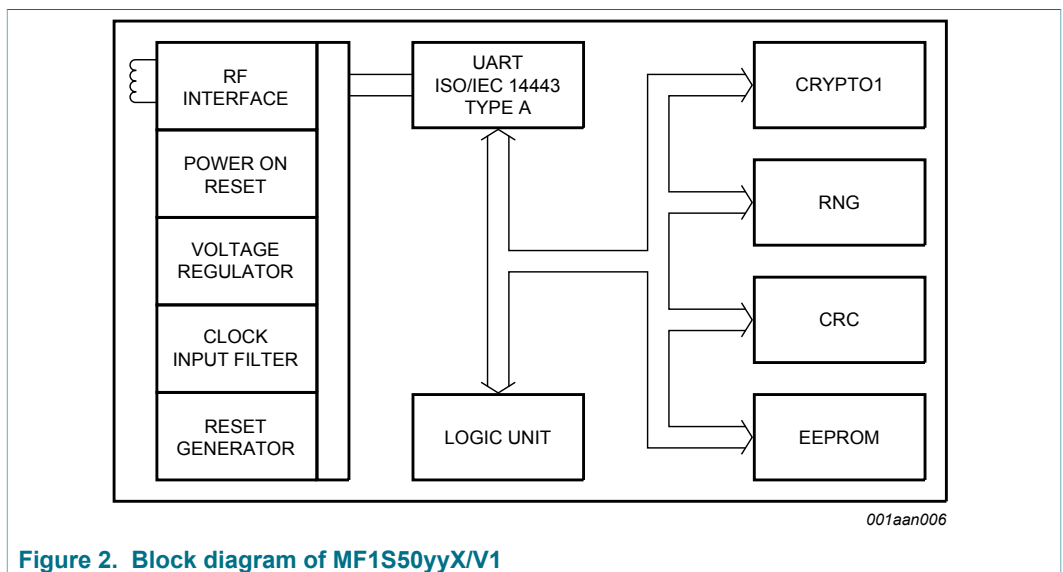 RF
INTERFACE
POWER ON
RESET
VOLTAGE
REGULATOR
CLOCK
INPUT FILTER
RESET
GENERATOR
UART
ISO/IEC 14443
TYPE A
LOGIC UNIT
CRYPTO1
RNG
CRC
EEPROM
001aan006
Figure 2. Block diagram of MF1S50yyX/V1